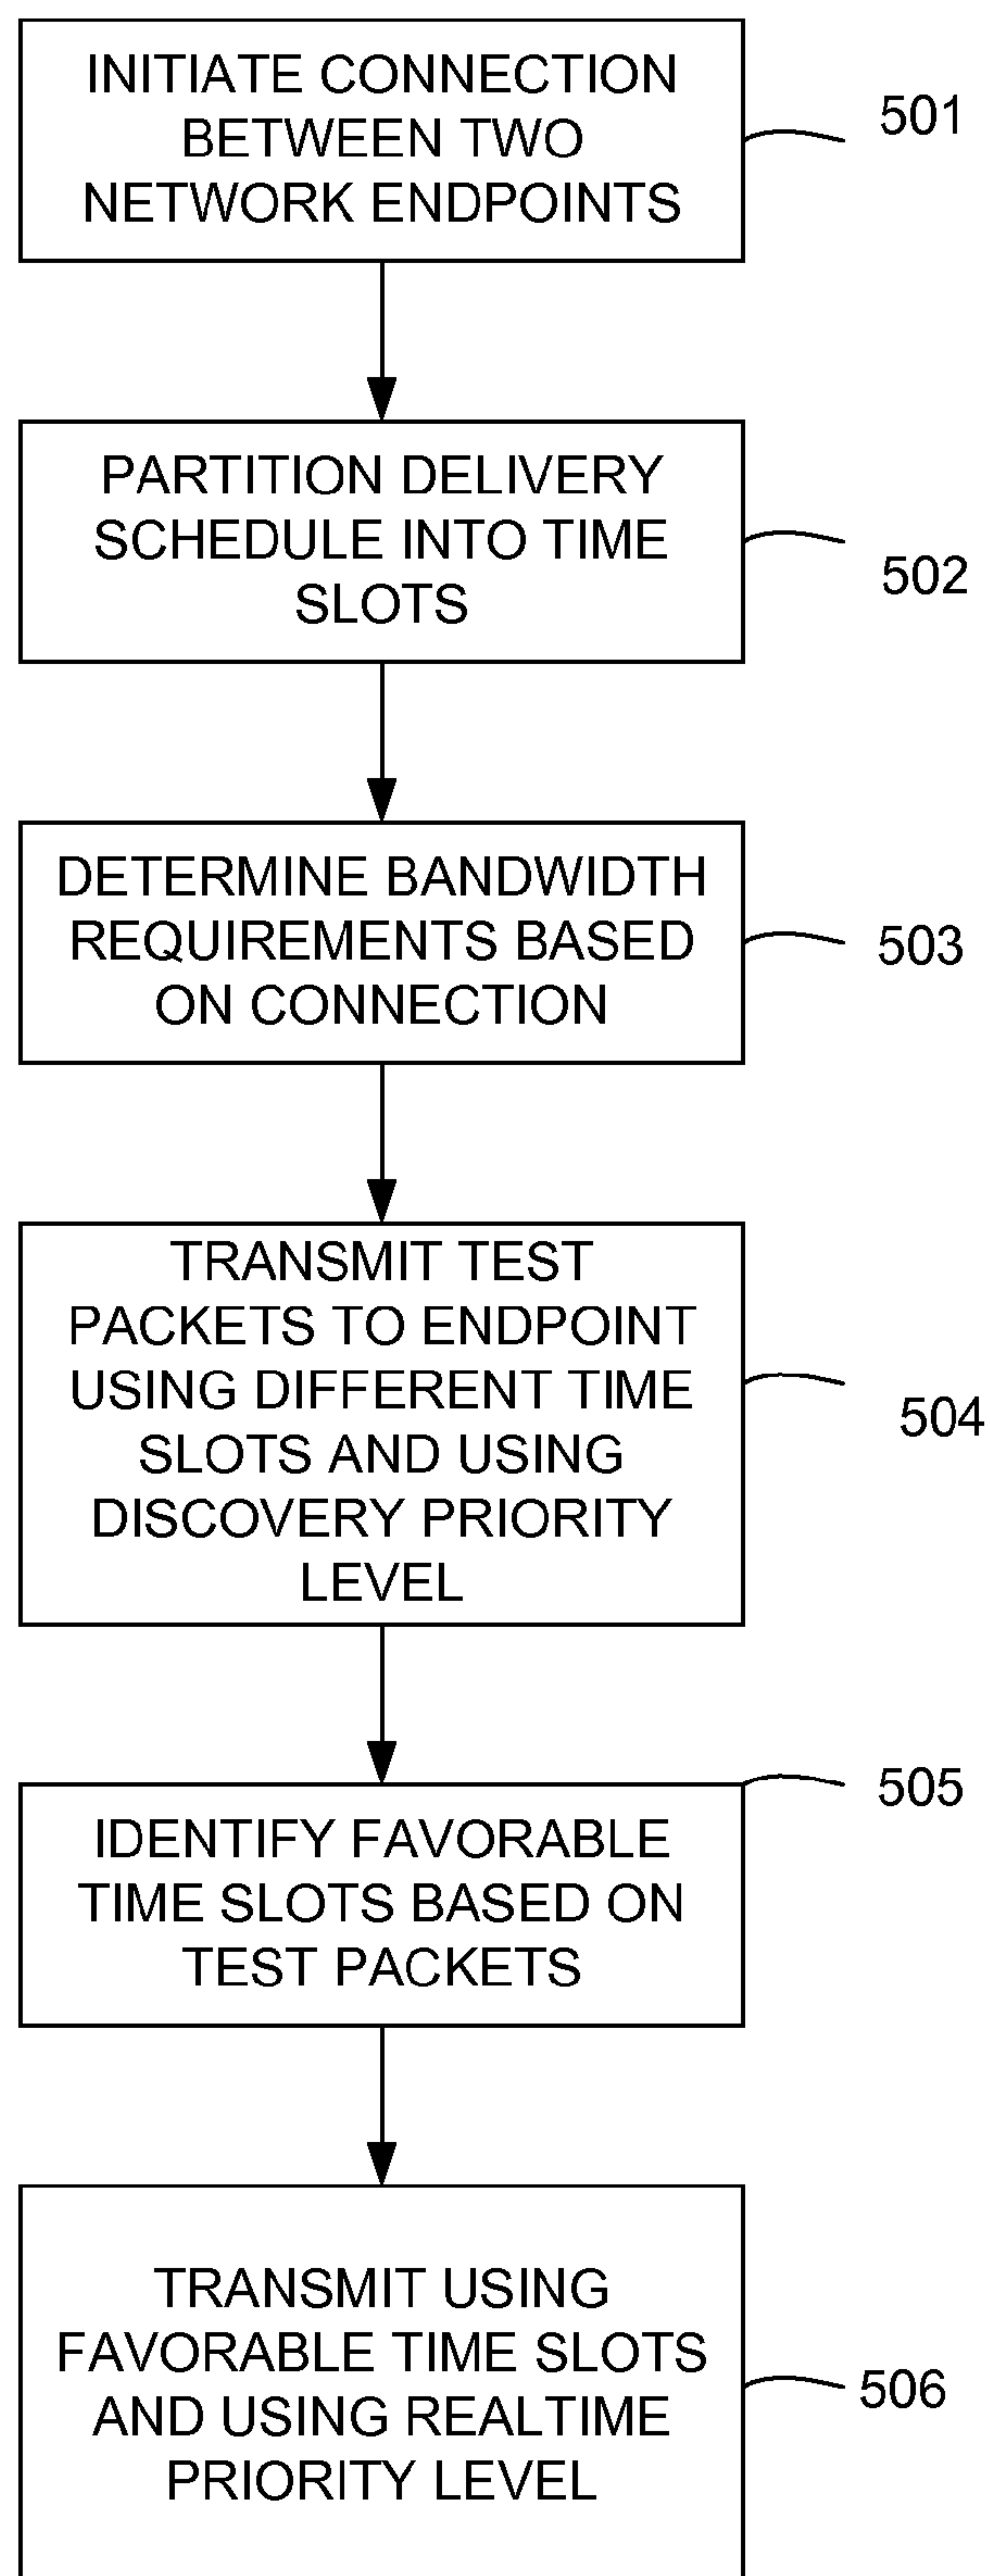 INITIATE CONNECTION
BETWEEN TWO
NETWORK ENDPOINTS
501
PARTITION DELIVERY
SCHEDULE INTO TIME
SLOTS
502
DETERMINE BANDWIDTH
REQUIREMENTS BASED
ON CONNECTION
503
TRANSMIT TEST
PACKETS TO ENDPOINT
USING DIFFERENT TIME
SLOTS AND USING
DISCOVERY PRIORITY
LEVEL
504
IDENTIFY FAVORABLE
TIME SLOTS BASED ON
TEST PACKETS
505
TRANSMIT USING
FAVORABLE TIME SLOTS
AND USING REALTIME
PRIORITY LEVEL
506